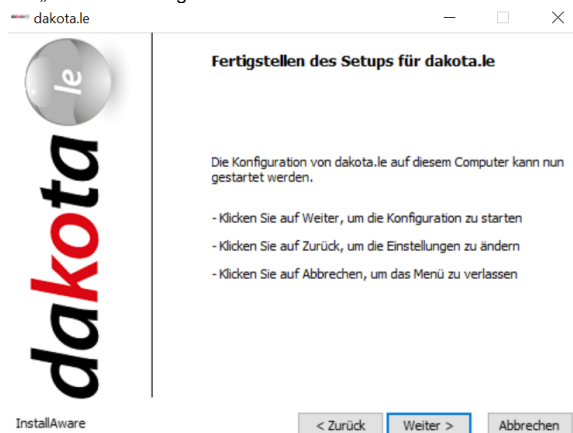 dakota.le
le
dakota
Fertigstellen des Setups für dakota.le
Die Konfiguration von dakota.le auf diesem Computer kann nun
gestartet werden.
- Klicken Sie auf Weiter, um die Konfiguration zu starten
- Klicken Sie auf Zurück, um die Einstellungen zu ändern
- Klicken Sie auf Abbrechen, um das Menü zu verlassen
InstallAware
< Zurück
Weiter >
Abbrechen